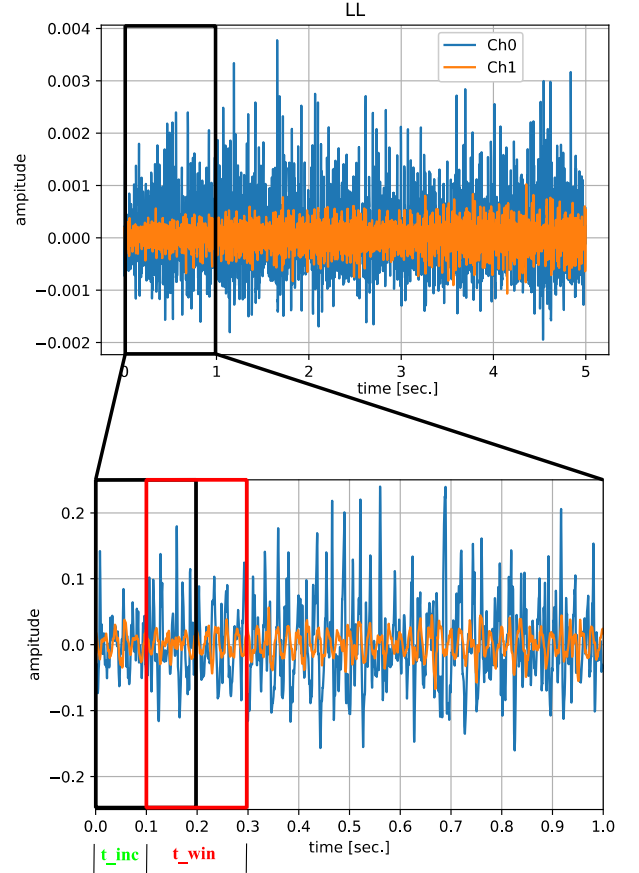 LL
0.004
0.003
0.002
0.001
0.000
−0.001
−0.002
ampitude
Ch0
Ch1
0 1 2 3 4 5
time [sec.]
0.2
0.1
0.0
−0.1
−0.2
ampitude
0.0 0.1 0.2 0.3 0.4 0.5 0.6 0.7 0.8 0.9 1.0
time [sec.]
t_inc t_win